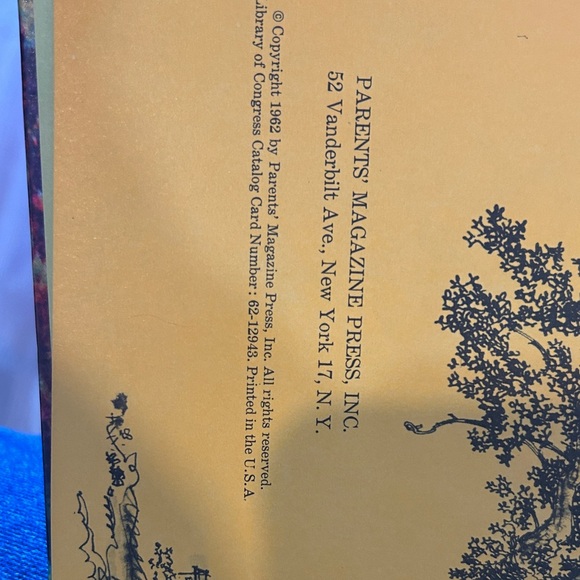 PARENTS' MAGAZINE PRESS, INC.
52 Vanderbilt Ave., New York 17, N. Y.
© Copyright 1962 by Parents' Magazine Press, Inc. All rights reserved.
Library of Congress Catalog Card Number: 62-12943. Printed in the U.S.A.